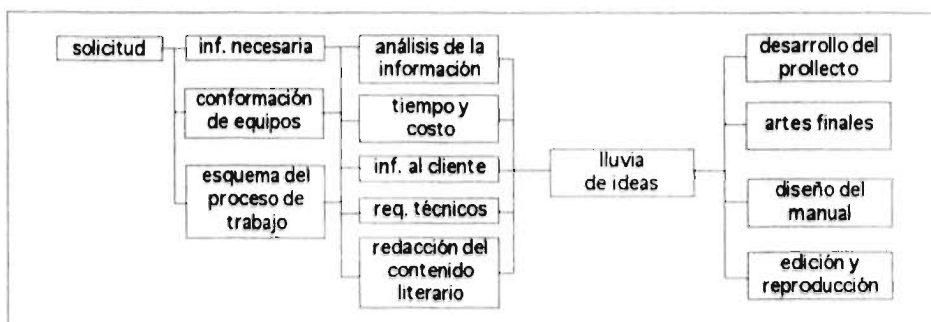 solicitud
inf. necesaria
conformación
de equipos
esquema del
proceso de
trabajo
análisis de la
información
tiempo y
costo
inf. al cliente
req. técnicos
redacción del
contenido
literario
lluvia
de ideas
desarrollo del
prollecto
artes finales
diseño del
manual
edición y
reproducción